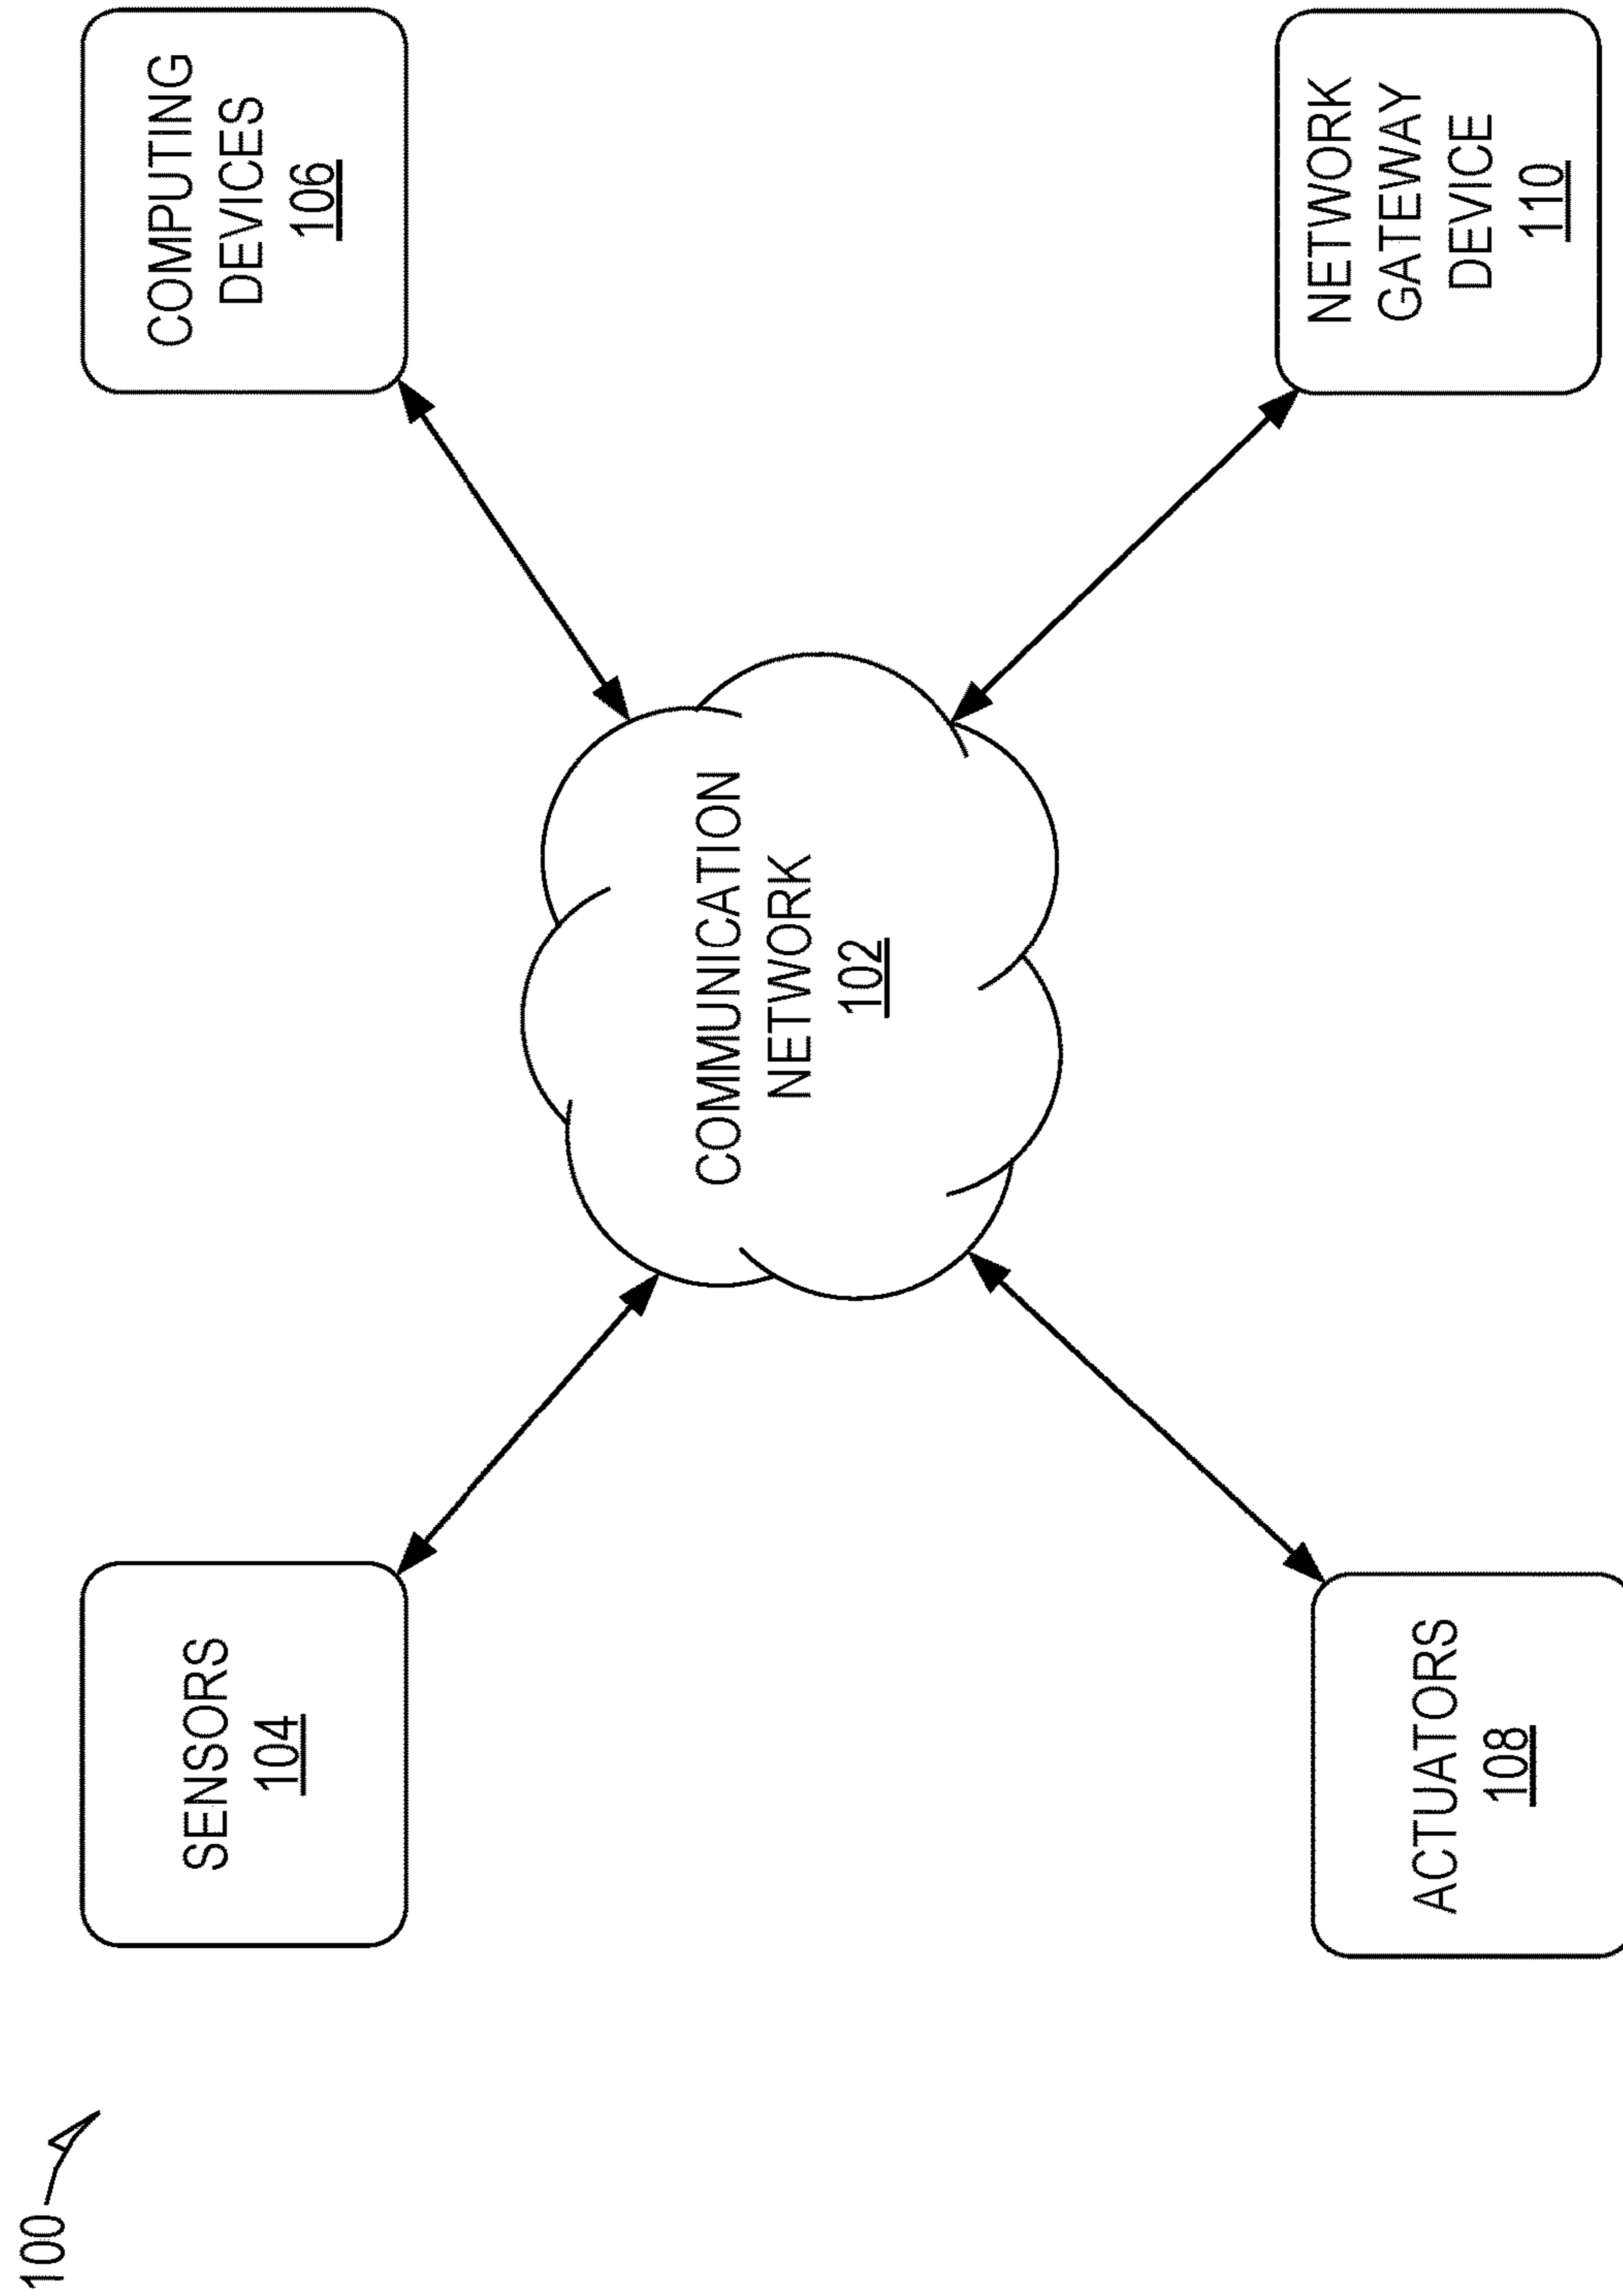 100
SENSORS
104
COMPUTING
DEVICES
106
COMMUNICATION
NETWORK
102
ACTUATORS
108
NETWORK
GATEWAY
DEVICE
110